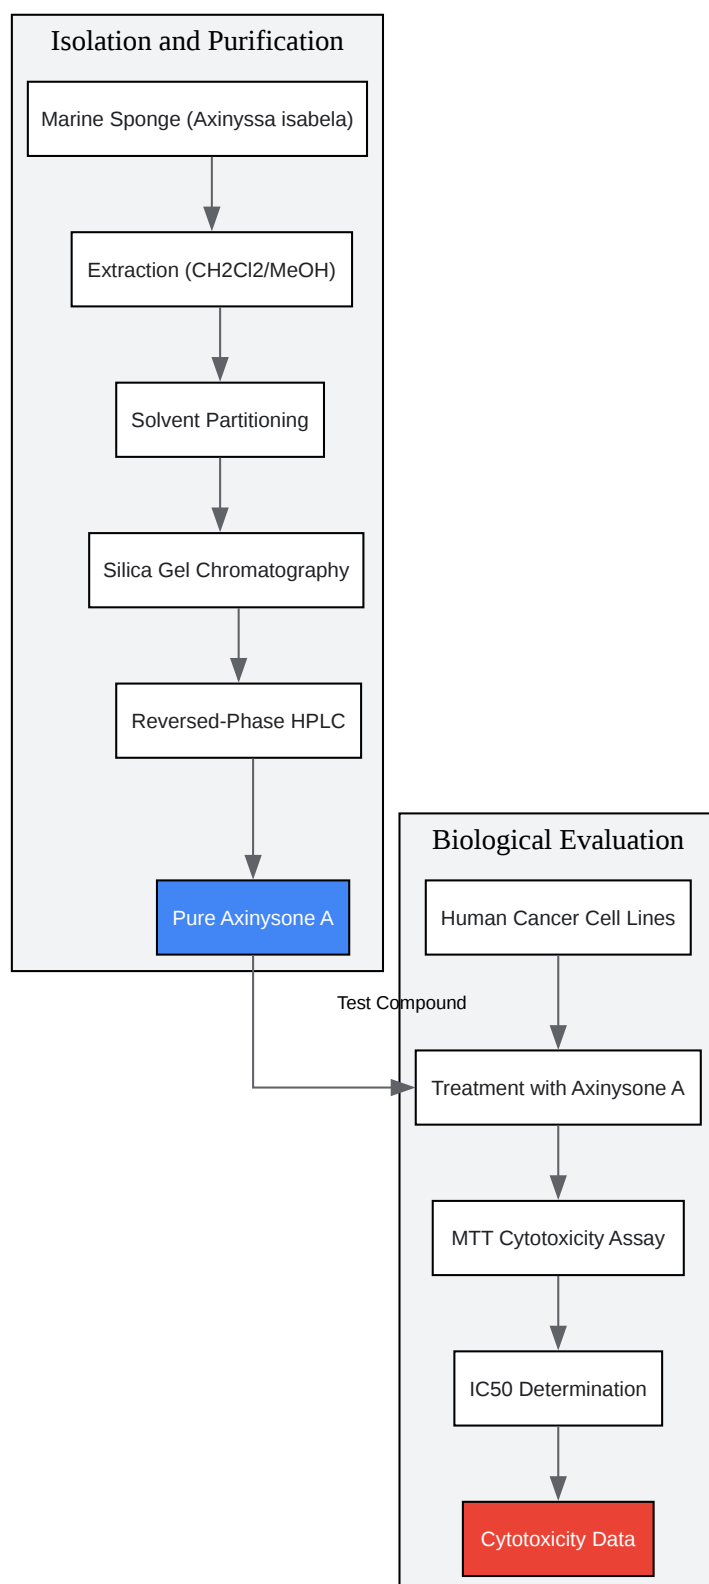 Isolation and Purification
Marine Sponge (Axinyssa isabela)
Extraction (CH2Cl2/MeOH)
Solvent Partitioning
Silica Gel Chromatography
Reversed-Phase HPLC
Pure Axinysone A
Test Compound
Biological Evaluation
Human Cancer Cell Lines
Treatment with Axinysone A
MTT Cytotoxicity Assay
IC50 Determination
Cytotoxicity Data